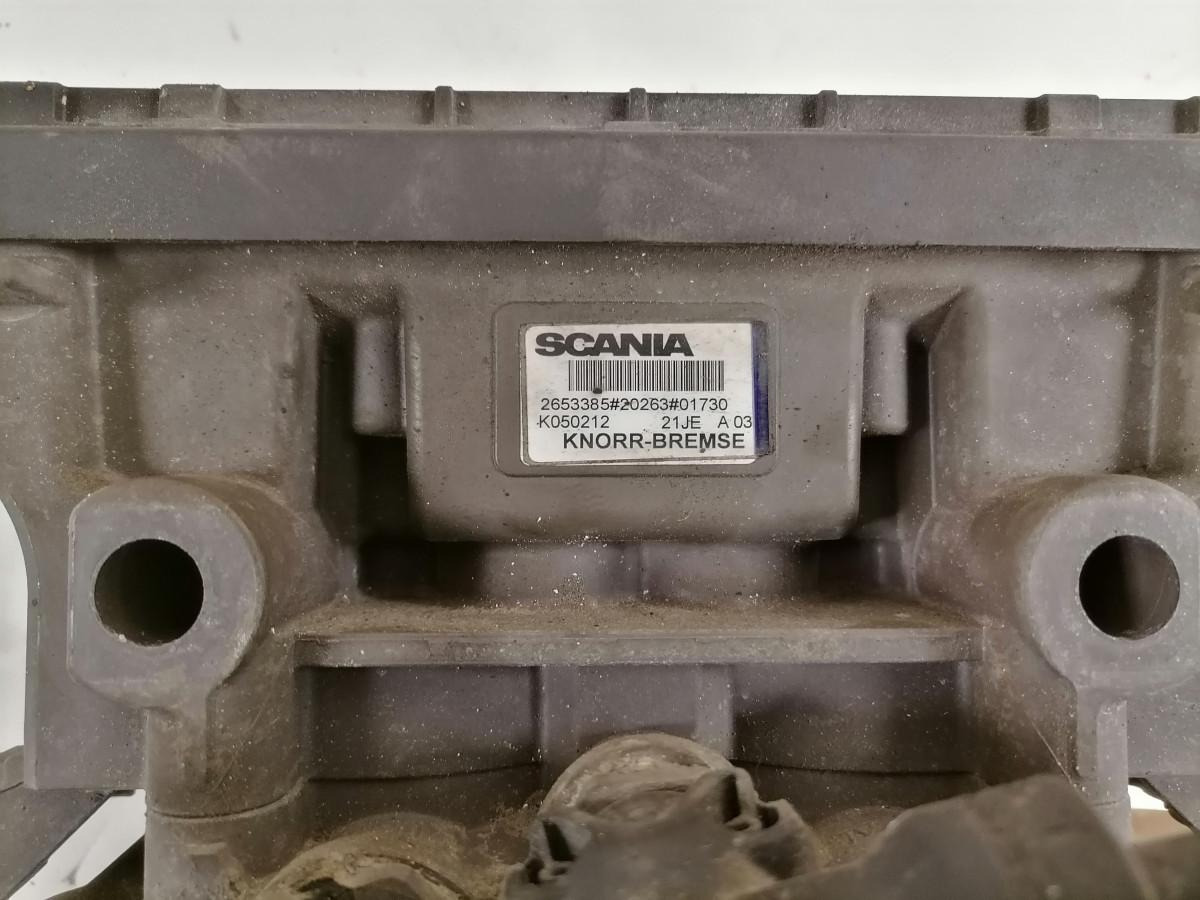 SCANIA
2653385#20263#01730
K050212 21JE A 03
KNORR-BREMSE